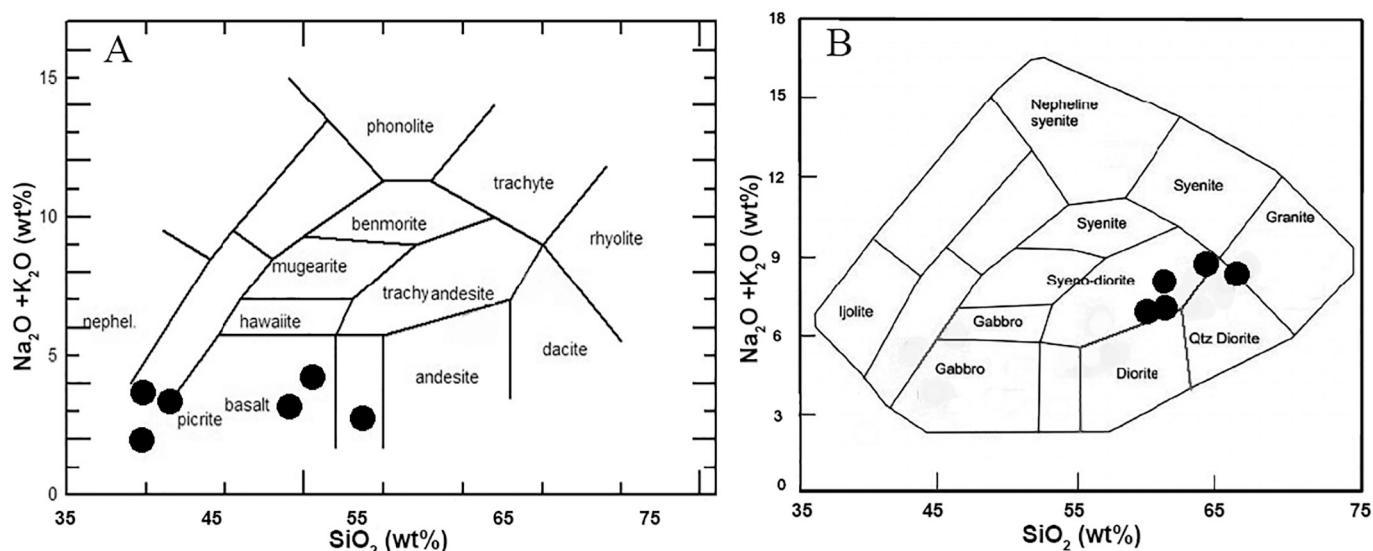 A
15
10
5
0
Na2O +K2O (wt%)
phonolite
trachyte
benmorite
rhyolite
mugearite
trachyandesite
nephel.
hawaiite
dacite
andesite
basalt
picrite
35
45
55
65
75
SiO2 (wt%)
B
18
15
12
9
6
3
0
Na2O +K2O (wt%)
Nepheline
syenite
Syenite
Granite
Syenite
Syeno-diorite
Ijolite
Gabbro
Qtz Diorite
Gabbro
Diorite
35
45
55
65
75
SiO2 (wt%)